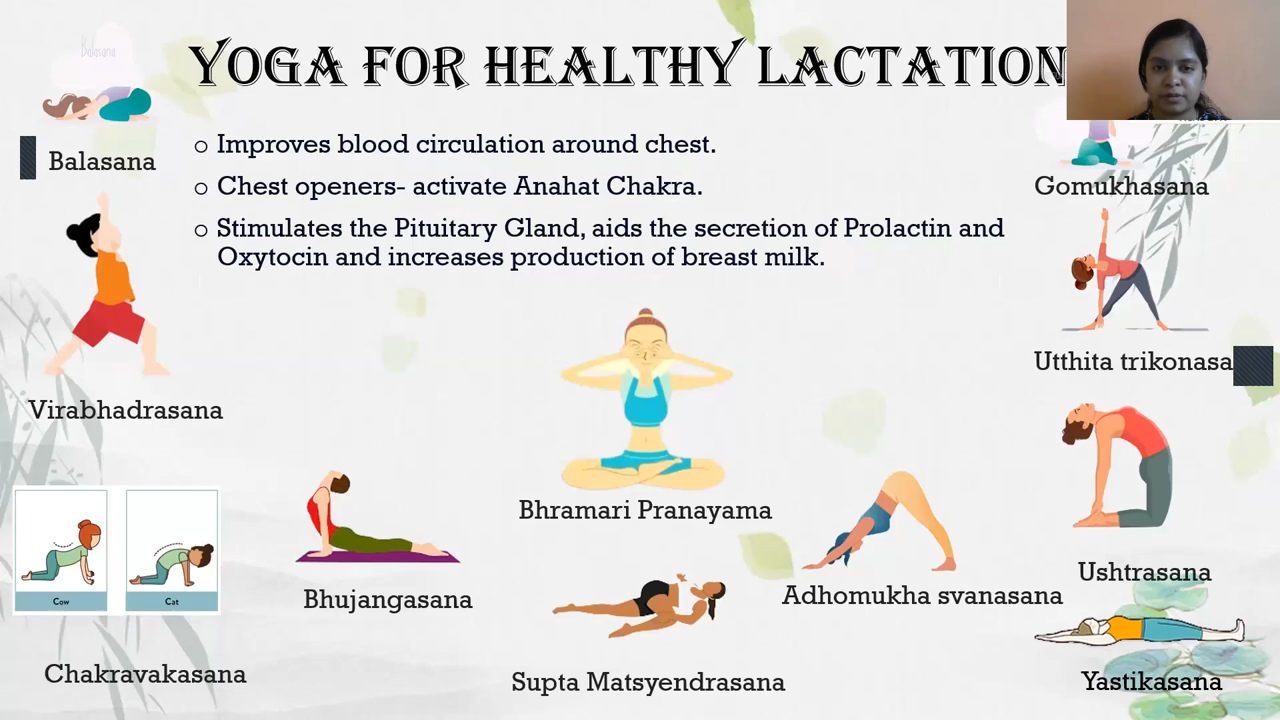 Balasana
YOGA FOR HEALTHY LACTATION
o Improves blood circulation around chest.
o Chest openers- activate Anahat Chakra.
o Stimulates the Pituitary Gland, aids the secretion of Prolactin and
Oxytocin and increases production of breast milk.
Balasana
Gomukhasana
Virabhadrasana
Utthita trikonasa
Bhramari Pranayama
Cow
Cat
Bhujangasana
Adhomukha svanasana
Ushtrasana
Chakravakasana
Supta Matsyendrasana
Yastikasana